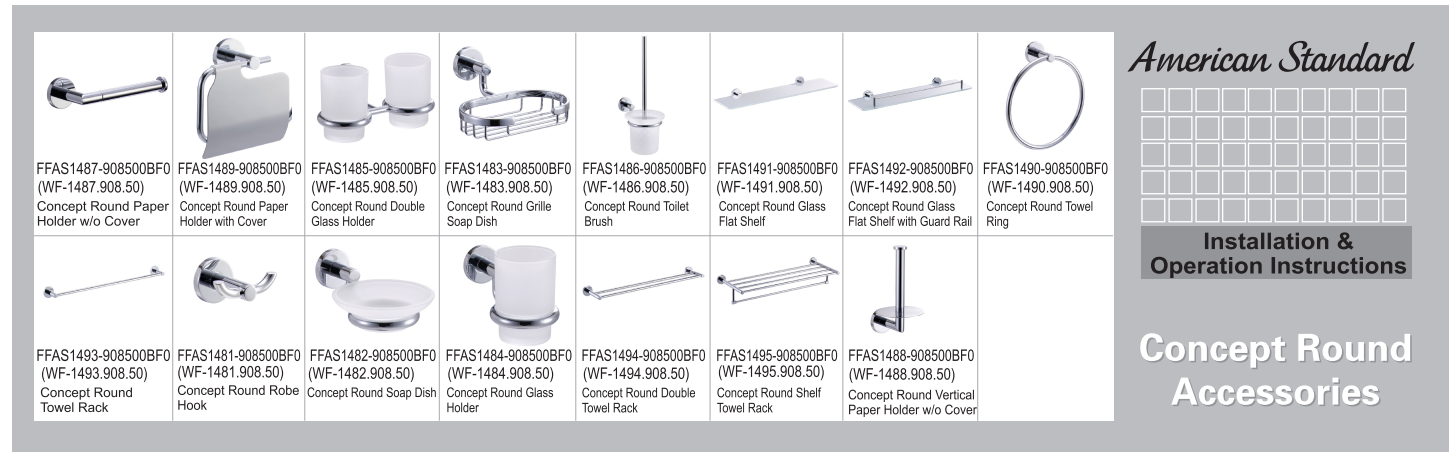 FFAS1487-908500BF0
(WF-1487.908.50)
Concept Round Paper
Holder w/o Cover
FFAS1489-908500BF0
(WF-1489.908.50)
Concept Round Paper
Holder with Cover
FFAS1485-908500BF0
(WF-1485.908.50)
Concept Round Double
Glass Holder
FFAS1483-908500BF0
(WF-1483.908.50)
Concept Round Grille
Soap Dish
FFAS1486-908500BF0
(WF-1486.908.50)
Concept Round Toilet
Brush
FFAS1491-908500BF0
(WF-1491.908.50)
Concept Round Glass
Flat Shelf
FFAS1492-908500BF0
(WF-1492.908.50)
Concept Round Glass
Flat Shelf with Guard Rail
FFAS1490-908500BF0
(WF-1490.908.50)
Concept Round Towel
Ring
FFAS1493-908500BF0
(WF-1493.908.50)
Concept Round
Towel Rack
FFAS1481-908500BF0
(WF-1481.908.50)
Concept Round Robe
Hook
FFAS1482-908500BF0
(WF-1482.908.50)
Concept Round Soap Dish
FFAS1484-908500BF0
(WF-1484.908.50)
Concept Round Glass
Holder
FFAS1494-908500BF0
(WF-1494.908.50)
Concept Round Double
Towel Rack
FFAS1495-908500BF0
(WF-1495.908.50)
Concept Round Shelf
Towel Rack
FFAS1488-908500BF0
(WF-1488.908.50)
Concept Round Vertical
Paper Holder w/o Cover
American Standard
Installation &
Operation Instructions
Concept Round
Accessories